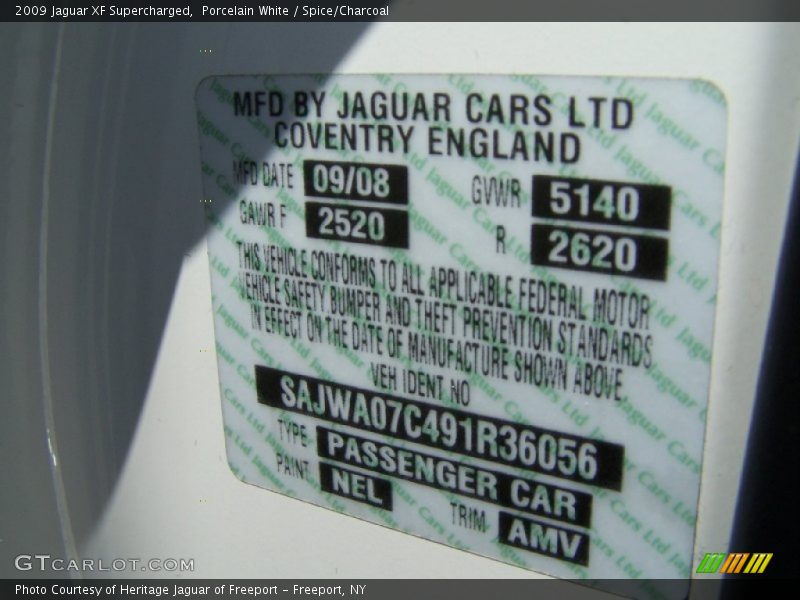 2009 Jaguar XF Supercharged,  Porcelain White / Spice/Charcoal
MFD BY JAGUAR CARS LTD
COVENTRY ENGLAND
MFD DATE 09/08 GVWR 5140
GAWR F 2520 R 2620
THIS VEHICLE CONFORMS TO ALL APPLICABLE FEDERAL MOTOR
VEHICLE SAFETY BUMPER AND THEFT PREVENTION STANDARDS
IN EFFECT ON THE DATE OF MANUFACTURE SHOWN ABOVE.
VEH IDENT NO
SAJWA07C491R36056
TYPE PASSENGER CAR
PAINT NEL TRIM AMV
GTCARLOT.COM
Photo Courtesy of Heritage Jaguar of Freeport – Freeport, NY